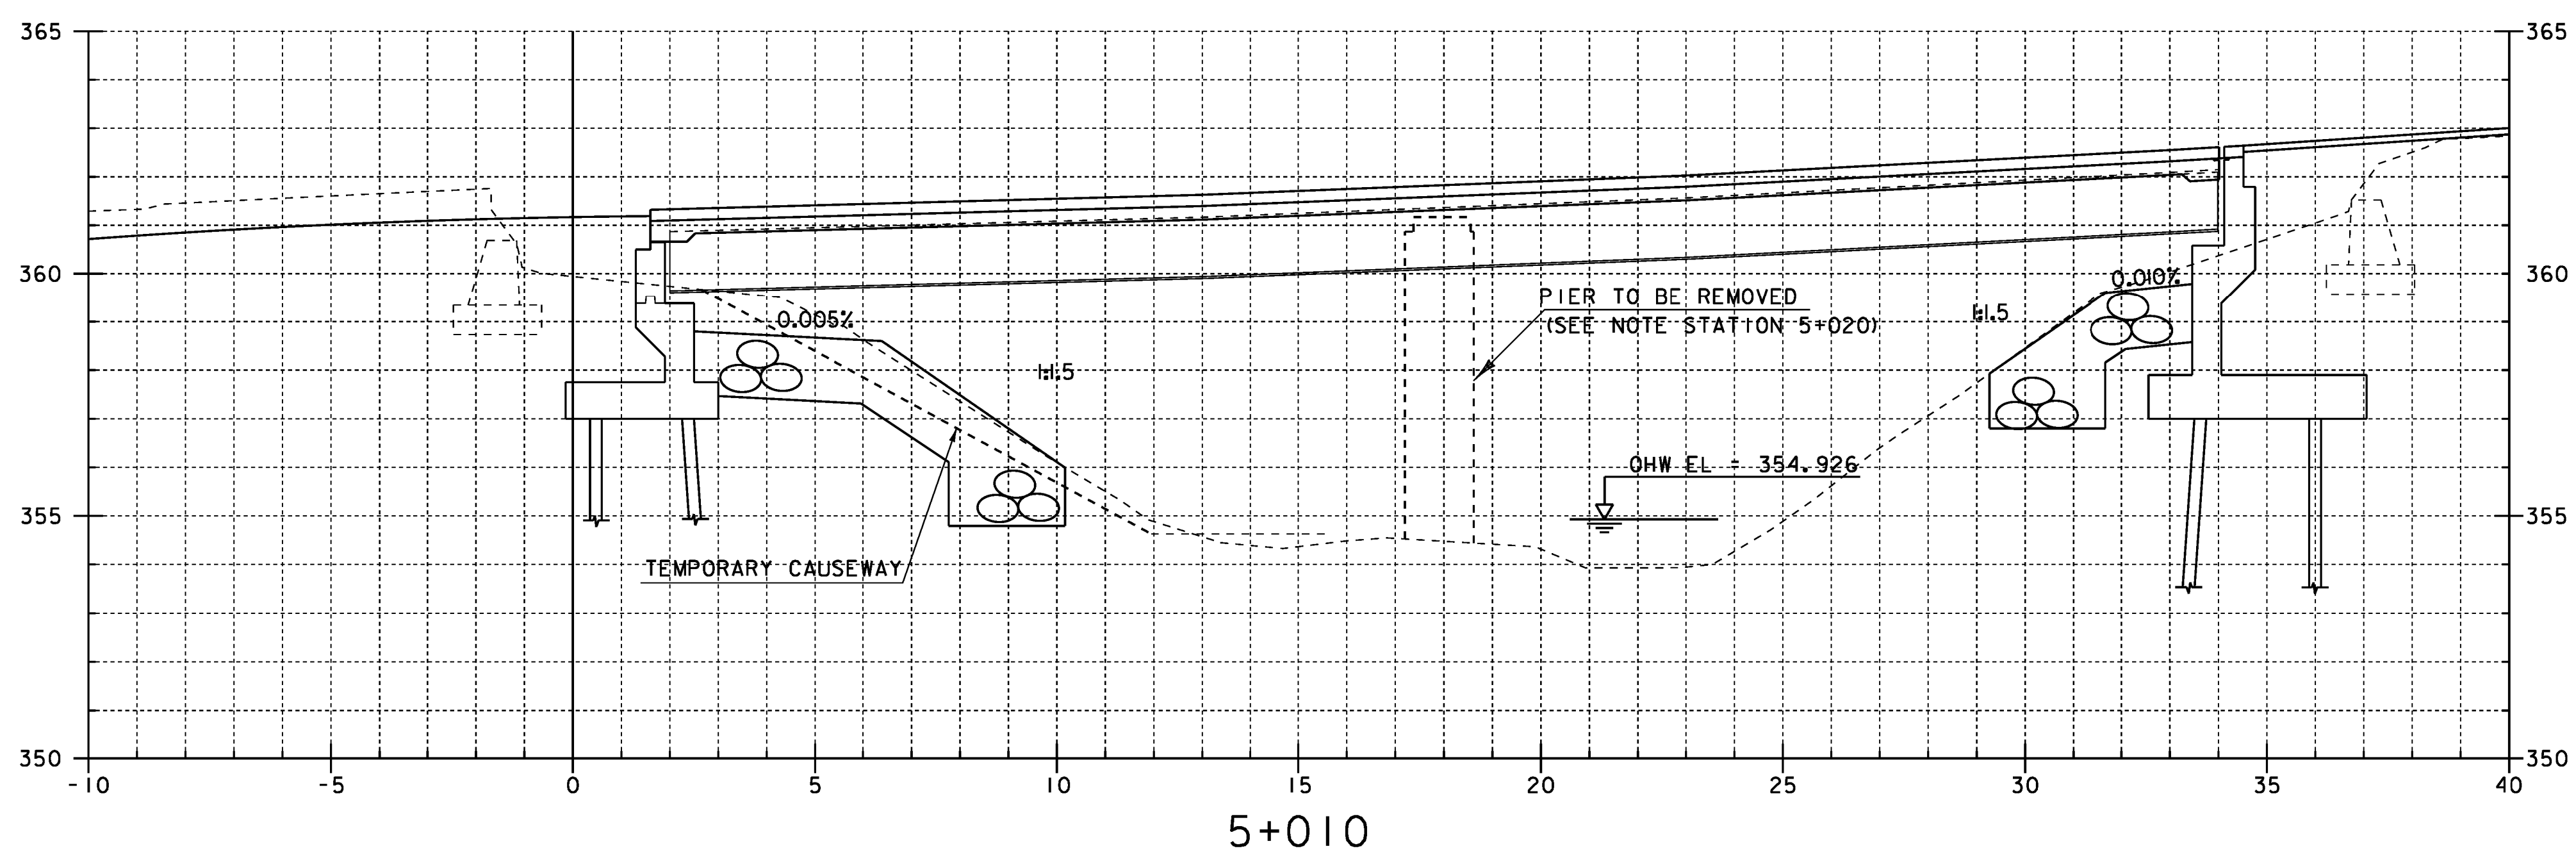 365
365
360
360
0.010%
PIER TO BE REMOVED
(SEE NOTE STATION 5+020)
0.005%
1:1.5
1:1.5
OHW EL = 354.926
355
355
TEMPORARY CAUSEWAY
350
350
-10 -5 0 5 10 15 20 25 30 35 40
5+010